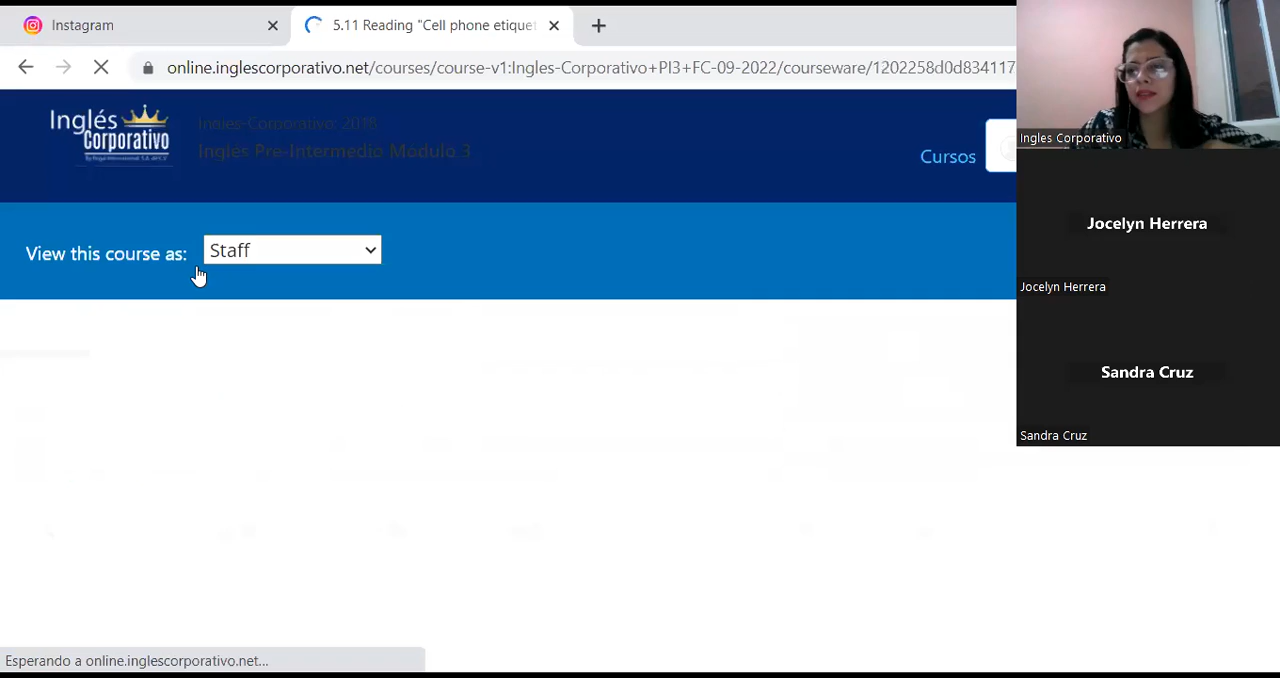 Instagram
5.11 Reading "Cell phone etiquet
online.inglescorporativo.net/courses/course-v1:Ingles-Corporativo+PI3+FC-09-2022/courseware/1202258d0d834117
Inglés
Corporativo
Ingles-Corporativo: 2018
Inglés Pre-Intermedio Modulo 3
Cursos
View this course as:
Staff
Ingles Corporativo
Jocelyn Herrera
Jocelyn Herrera
Sandra Cruz
Sandra Cruz
Esperando a online.inglescorporativo.net...